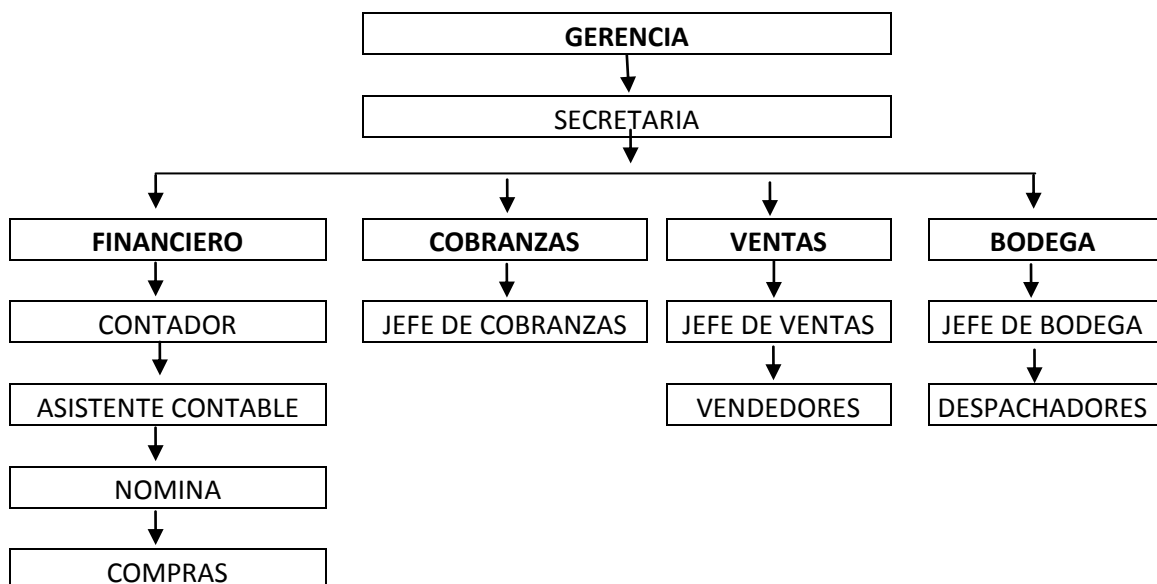 GERENCIA
SECRETARIA
FINANCIERO
COBRANZAS
VENTAS
BODEGA
CONTADOR
JEFE DE COBRANZAS
JEFE DE VENTAS
JEFE DE BODEGA
ASISTENTE CONTABLE
VENDEDORES
DESPACHADORES
NOMINA
COMPRAS